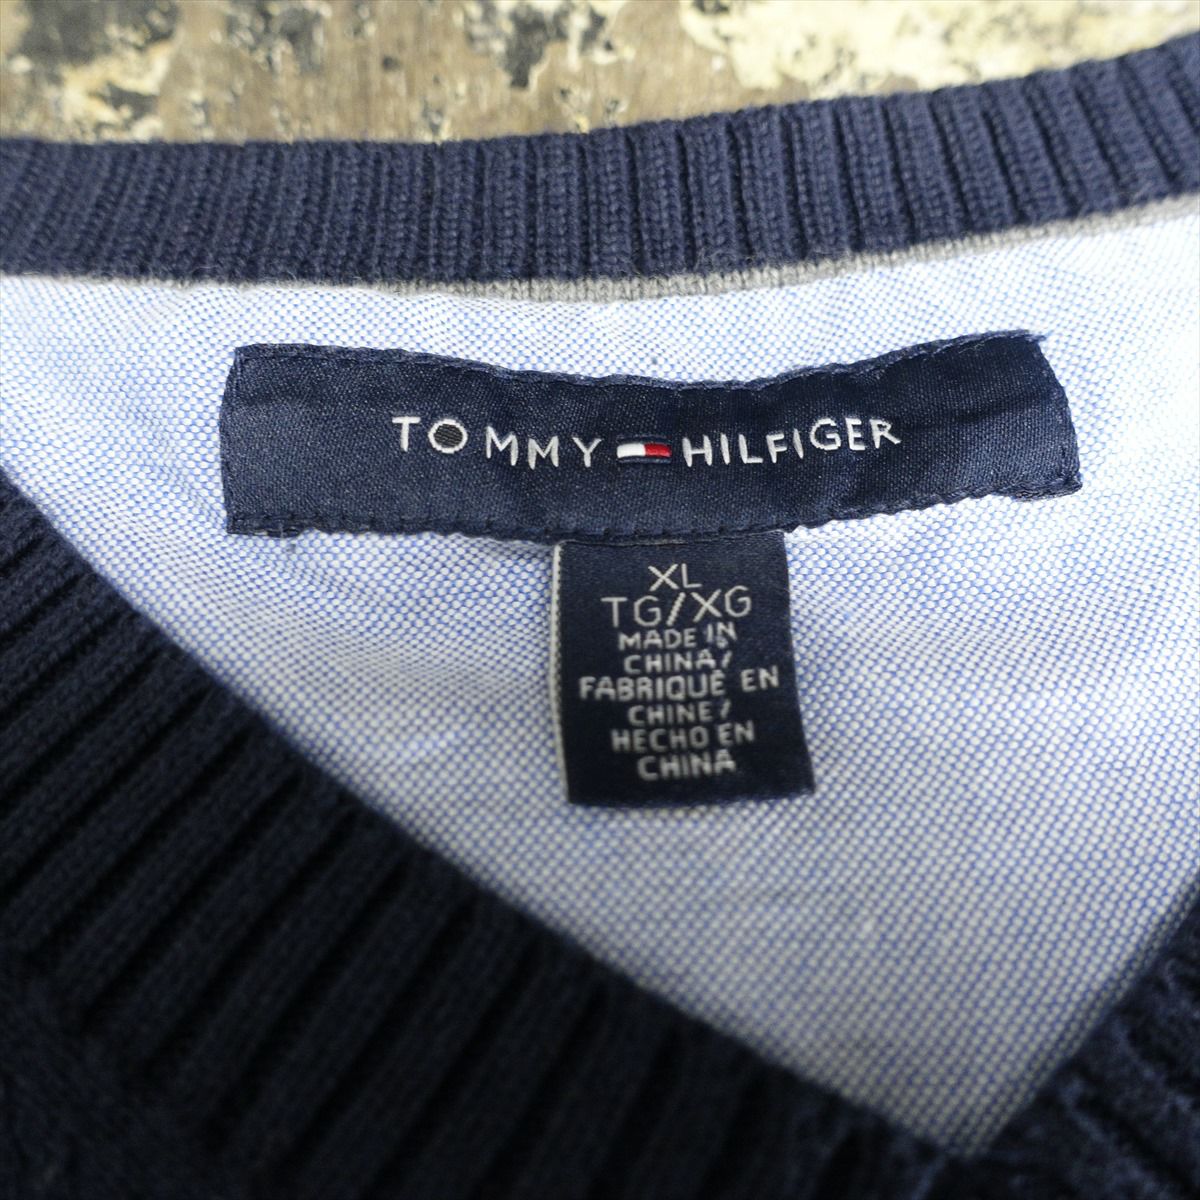 TOMMY HILFIGER
XL
TG/XG
MADE IN
CHINA/
FABRIQUÉ EN
CHINE/
HECHO EN
CHINA